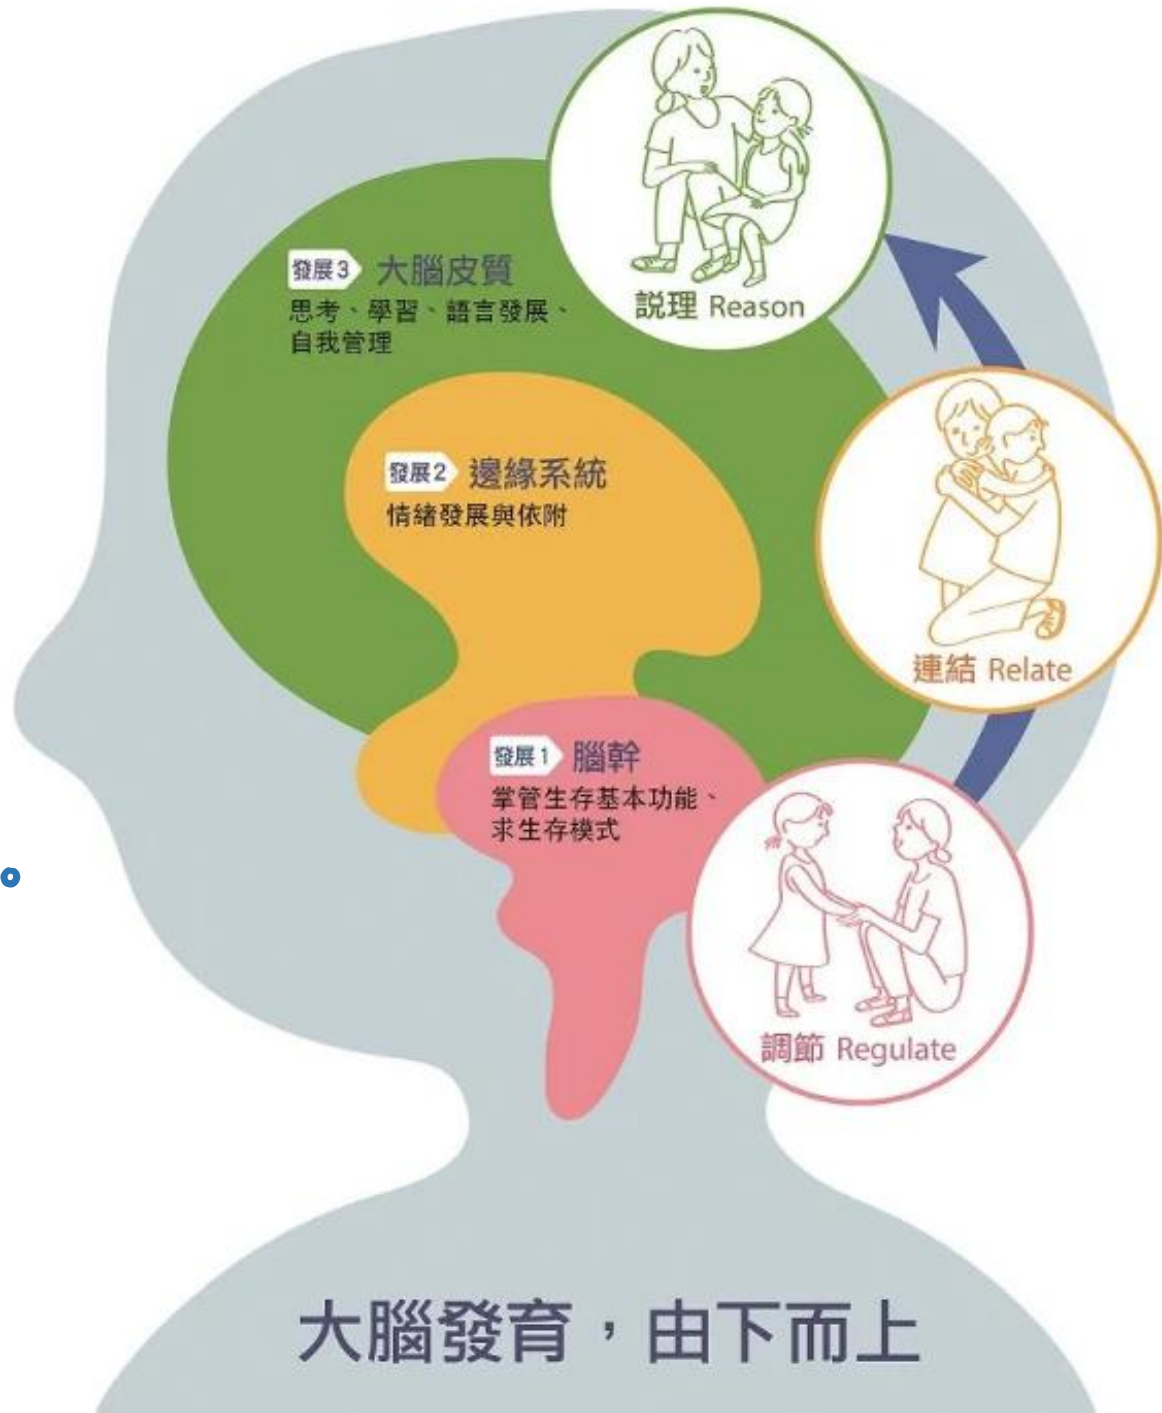 説理 Reason
發展3 大腦皮質
思考、學習、語言發展、
自我管理
發展2 邊緣系統
情緒發展與依附
連結 Relate
發展1 腦幹
掌管生存基本功能、
求生存模式
調節 Regulate
大腦發育，由下而上